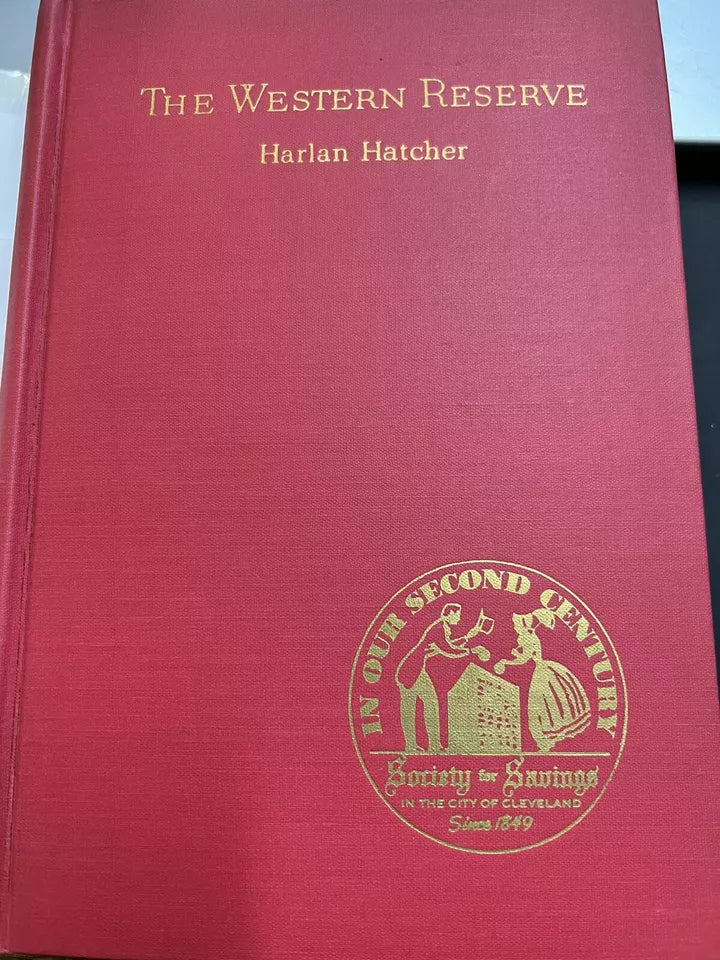 THE WESTERN RESERVE
Harlan Hatcher
IN OUR SECOND CENTURY
Society for Savings
IN THE CITY OF CLEVELAND
Since 1849